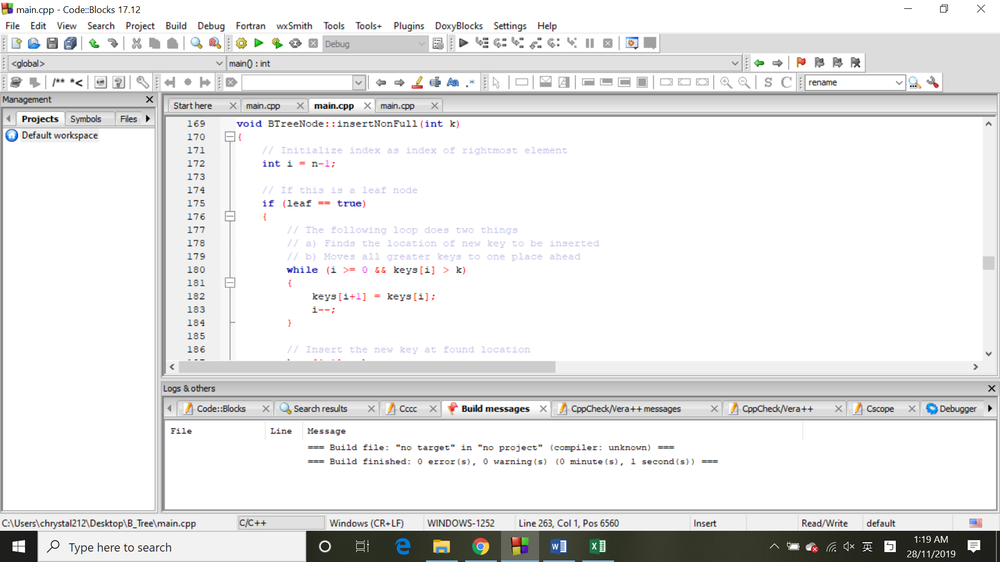 main.cpp - Code::Blocks 17.12
File Edit View Search Project Build Debug Fortran wxSmith Tools Tools+ Plugins DoxyBlocks Settings Help
Debug
<global> main() : int
/** *< Aa .* S C rename
Management
Projects Symbols Files
Default workspace
Start here main.cpp main.cpp main.cpp
169 void BTreeNode::insertNonFull(int k)
170 {
171 // Initialize index as index of rightmost element
172 int i = n-1;
173
174 // If this is a leaf node
175 if (leaf == true)
176 {
177 // The following loop does two things
178 // a) Finds the location of new key to be inserted
179 // b) Moves all greater keys to one place ahead
180 while (i >= 0 && keys[i] > k)
181 {
182 keys[i+1] = keys[i];
183 i--;
184 }
185
186 // Insert the new key at found location
Logs & others
Code::Blocks Search results Cccc Build messages CppCheck/Vera++ messages CppCheck/Vera++ Cscope Debugger
File Line Message
=== Build file: "no target" in "no project" (compiler: unknown) ===
=== Build finished: 0 error(s), 0 warning(s) (0 minute(s), 1 second(s)) ===
C:\Users\chrystal212\Desktop\B_Tree\main.cpp C/C++ Windows (CR+LF) WINDOWS-1252 Line 263, Col 1, Pos 6560 Insert Read/Write default
Type here to search
英
1:19 AM
28/11/2019